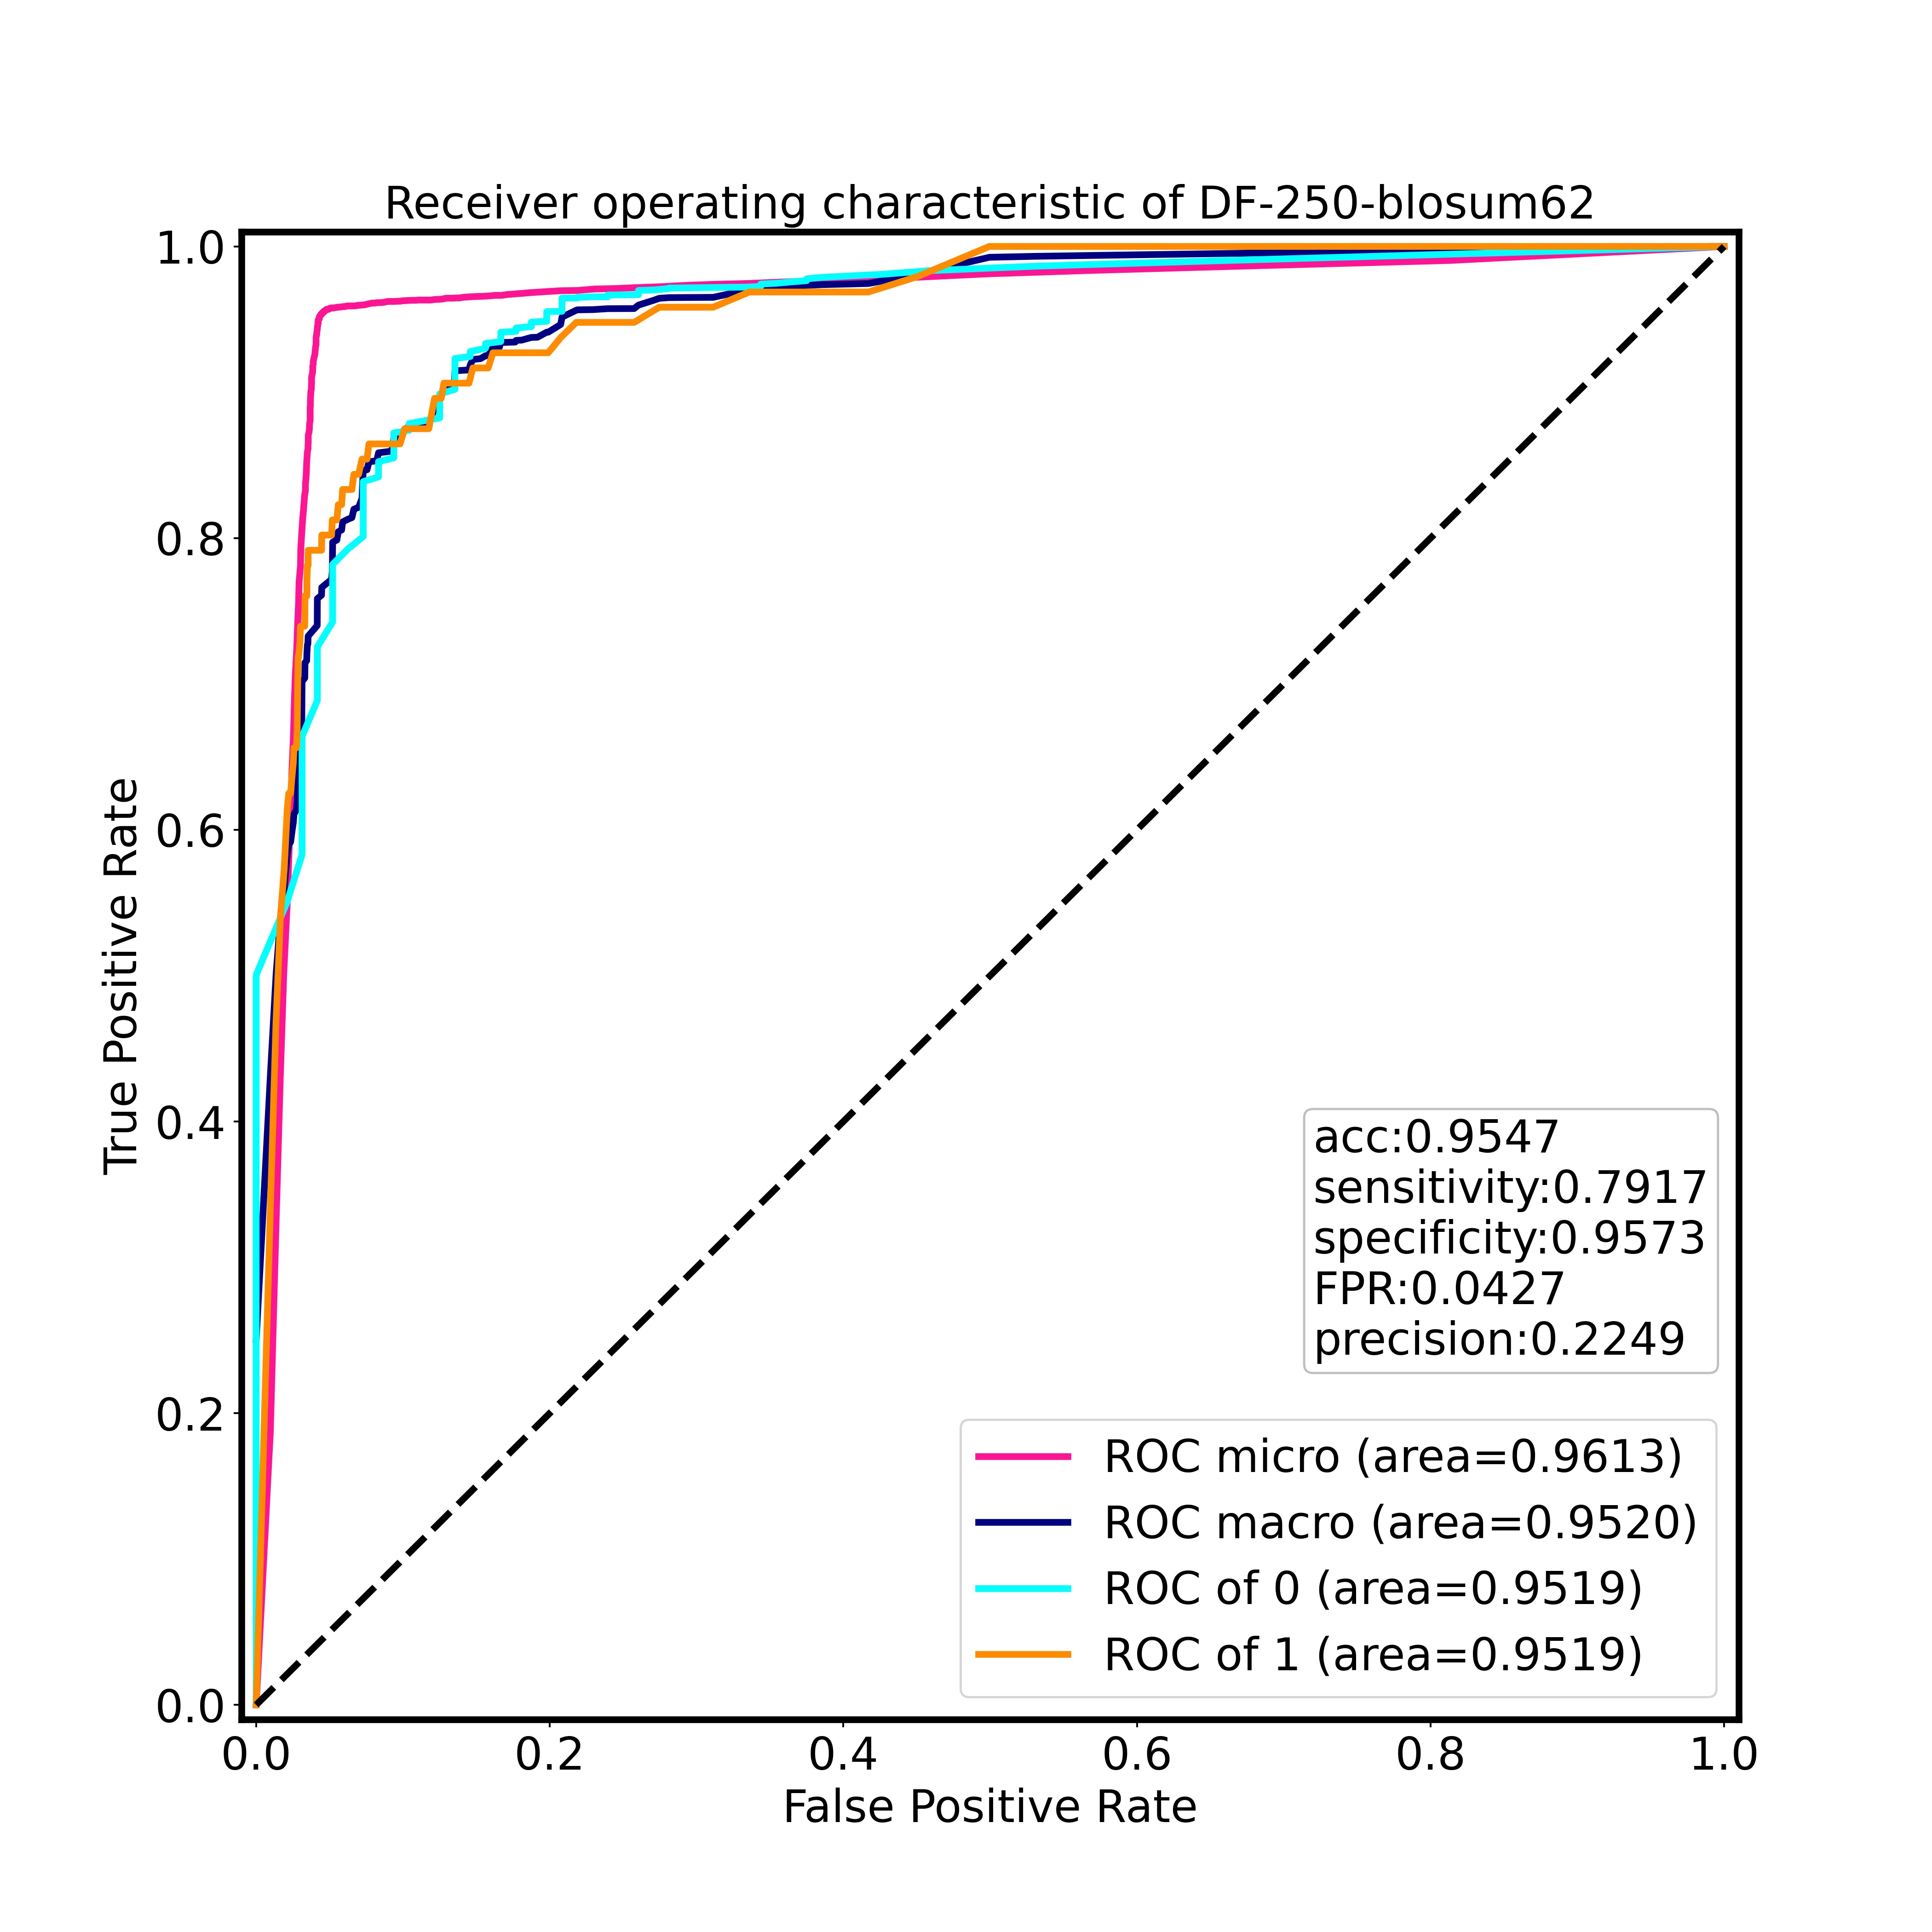 Receiver operating characteristic of DF-250-blosum62
1.0
0.8
0.6
0.4
0.2
0.0
True Positive Rate
acc:0.9547
sensitivity:0.7917
specificity:0.9573
FPR:0.0427
precision:0.2249
ROC micro (area=0.9613)
ROC macro (area=0.9520)
ROC of 0 (area=0.9519)
ROC of 1 (area=0.9519)
0.0 0.2 0.4 0.6 0.8 1.0
False Positive Rate